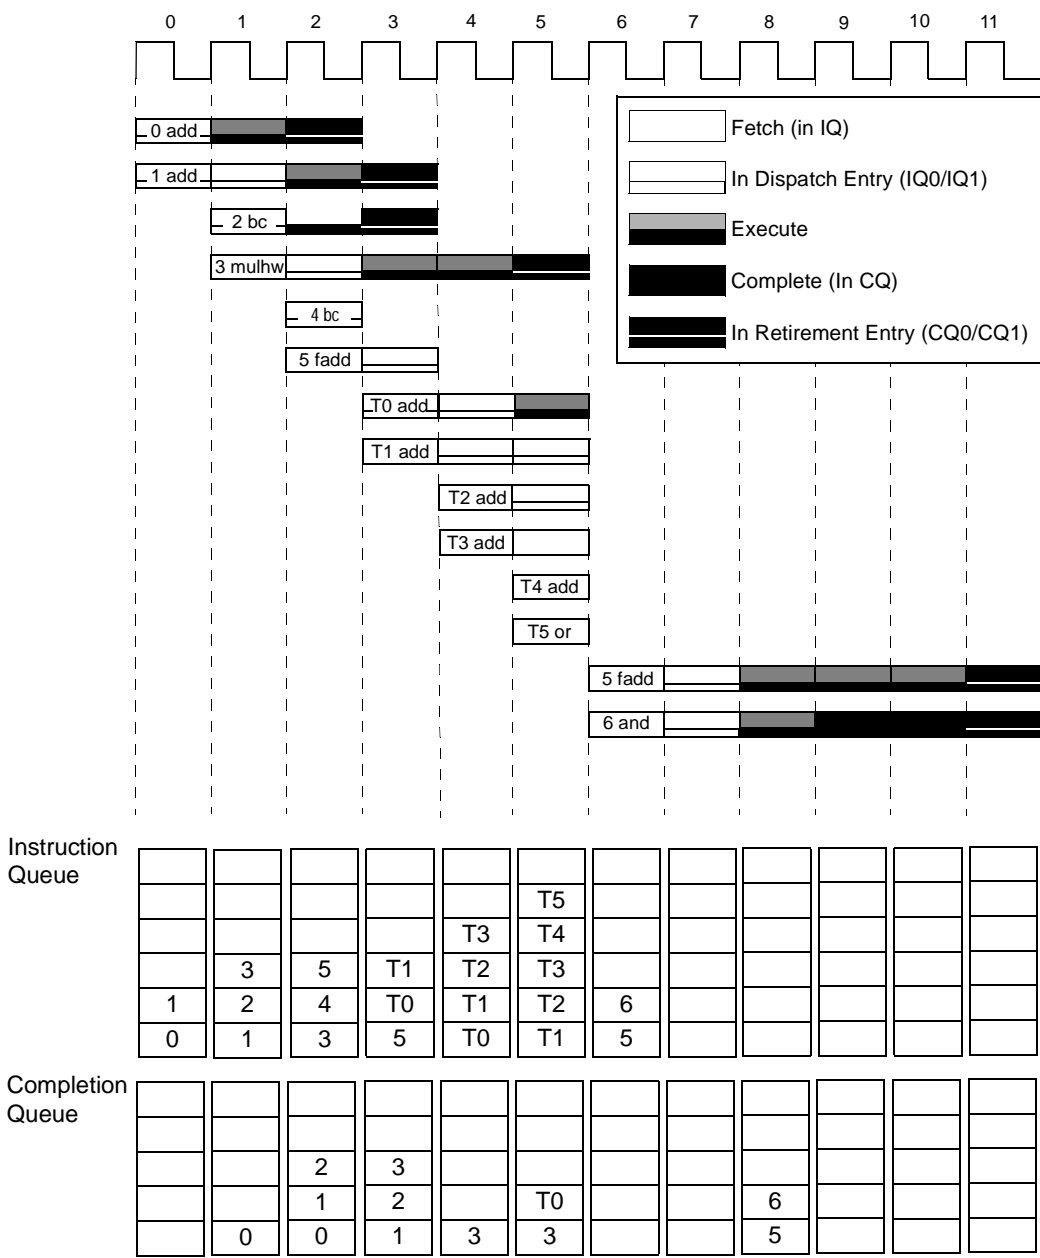 0 1 2 3 4 5 6 7 8 9 10 11
0 add
Fetch (in IQ)
1 add
In Dispatch Entry (IQ0/IQ1)
2 bc
Execute
3 mulhw
Complete (In CQ)
4 bc
In Retirement Entry (CQ0/CQ1)
5 fadd
T0 add
T1 add
T2 add
T3 add
T4 add
T5 or
5 fadd
6 and
Instruction
Queue
T5
T3 T4
3 5 T1 T2 T3
1 2 4 T0 T1 T2 6
0 1 3 5 T0 T1 5
Completion
Queue
2 3
1 2 T0 6
0 0 1 3 3 5